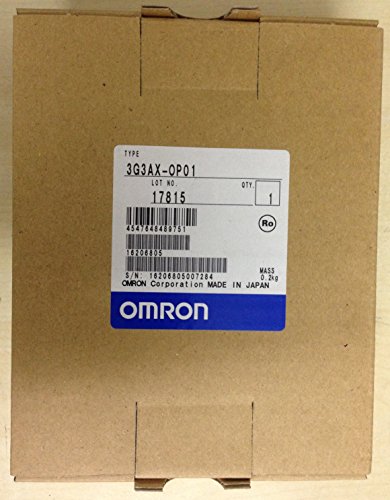 TYPE
3G3AX-OP01
LOT NO. QTY.
17815 1
4547648489751
Ro
16206805
MASS
0.2kg
S/N: 16206805007284
OMRON Corporation MADE IN JAPAN
OMRON